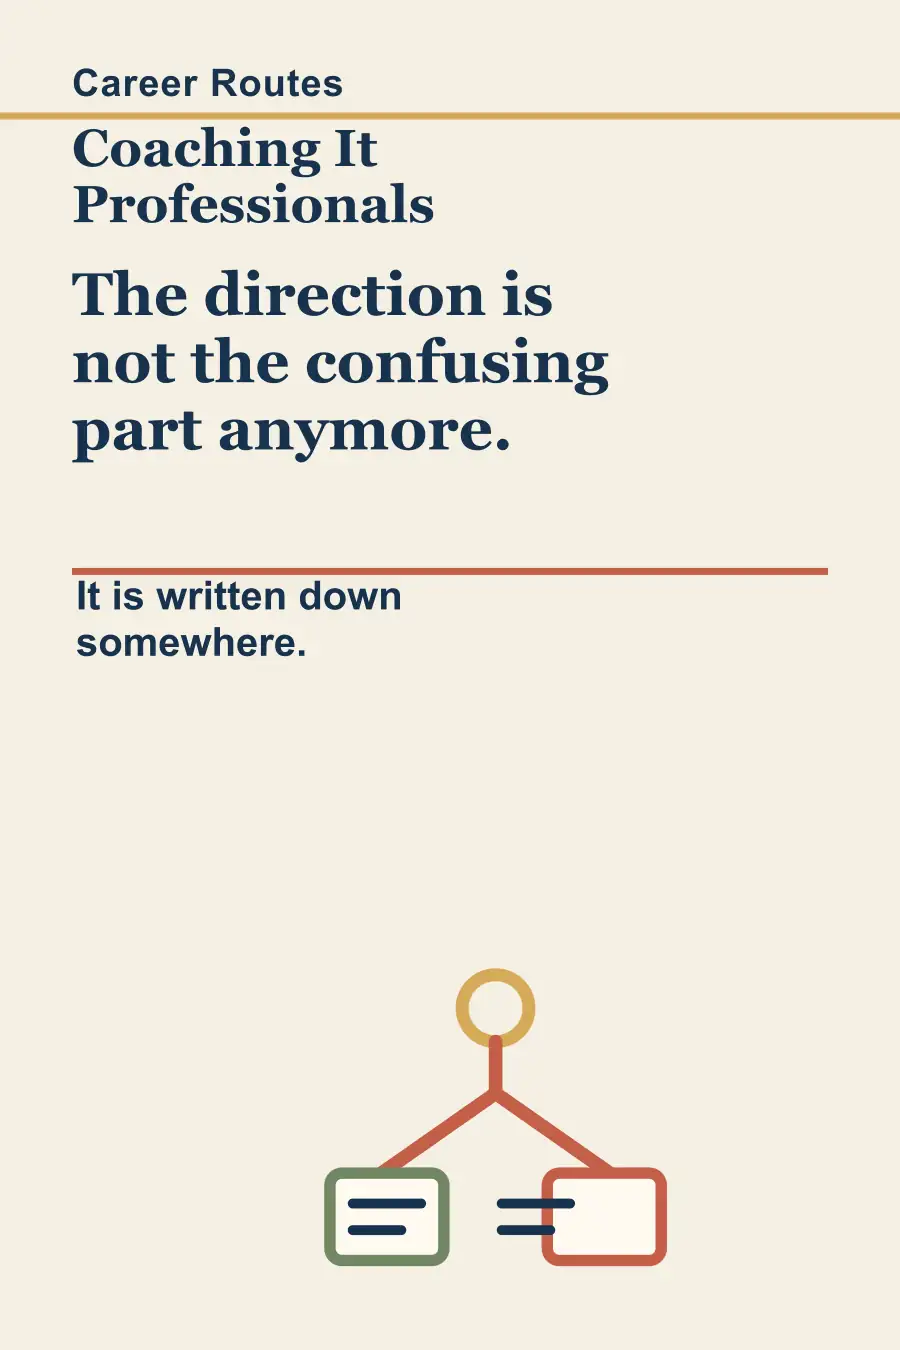 Career Routes
Coaching It
Professionals
The direction is
not the confusing
part anymore.
It is written down
somewhere.